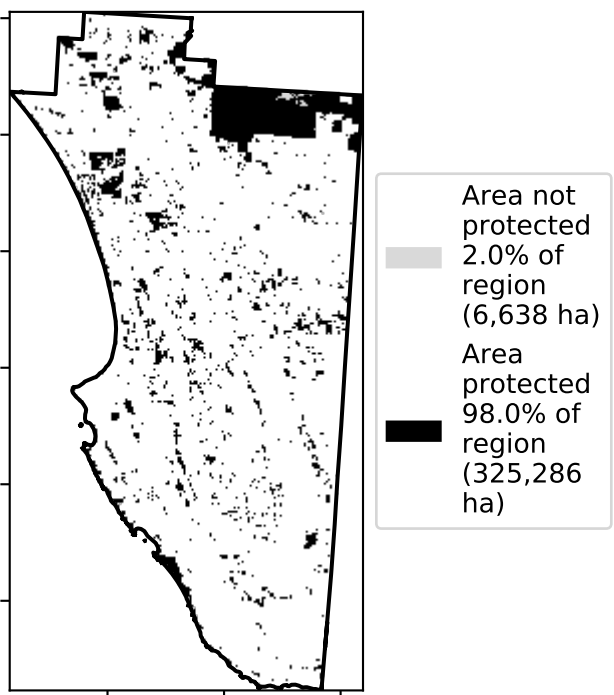 Area not
protected
2.0% of
region
(6,638 ha)
Area
protected
98.0% of
region
(325,286
ha)